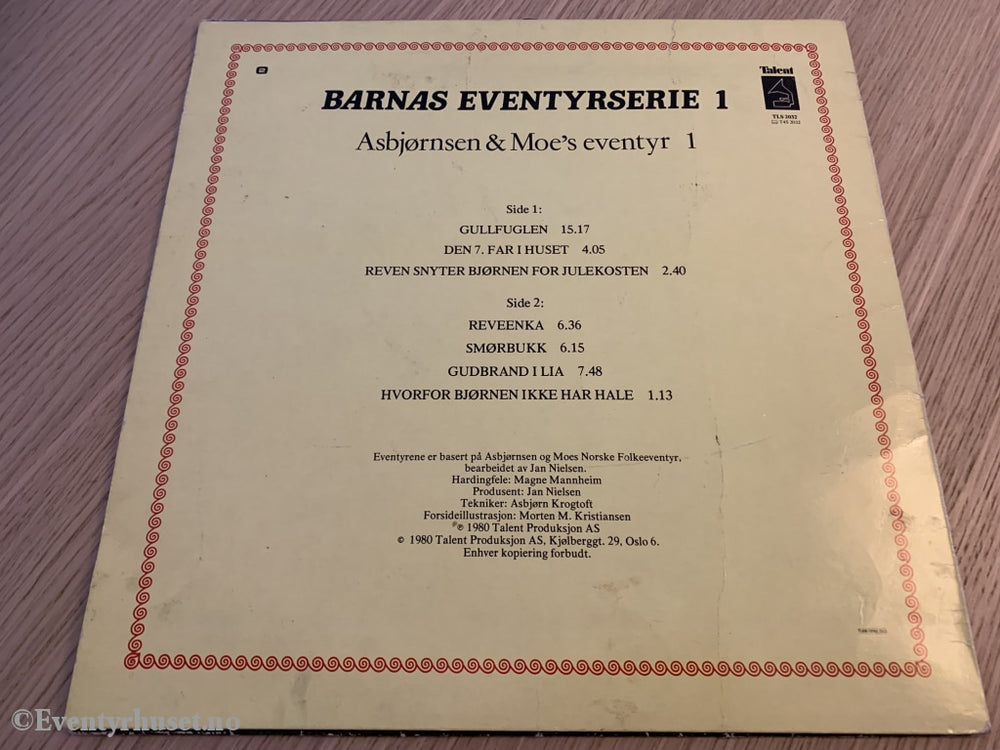 Talent
BARNAS EVENTYRSERIE 1
TLS 2032
T4S 2032
Asbjørnsen & Moe's eventyr 1
Side 1:
GULLFUGLEN 15.17
DEN 7. FAR I HUSET 4.05
REVEN SNYTER BJØRNEN FOR JULEKOSTEN 2.40
Side 2:
REVEENKA 6.36
SMØRBUKK 6.15
GUDBRAND I LIA 7.48
HVORFOR BJØRNEN IKKE HAR HALE 1.13
Eventyrene er basert på Asbjørnsen og Moes Norske Folkeeventyr,
bearbeidet av Jan Nielsen.
Hardingfele: Magne Mannheim
Produsent: Jan Nielsen
Tekniker: Asbjørn Krogtoft
Forsideillustrasjon: Morten M. Kristiansen
℗ 1980 Talent Produksjon AS
© 1980 Talent Produksjon AS, Kjølberggt. 29, Oslo 6.
Enhver kopiering forbudt.
©Eventyrhuset.no